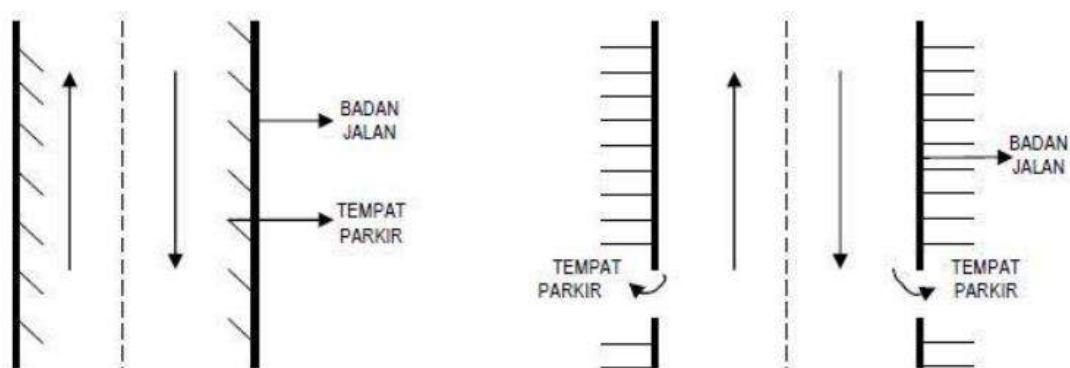 BADAN
JALAN
TEMPAT
PARKIR
BADAN
JALAN
TEMPAT
PARKIR
TEMPAT
PARKIR